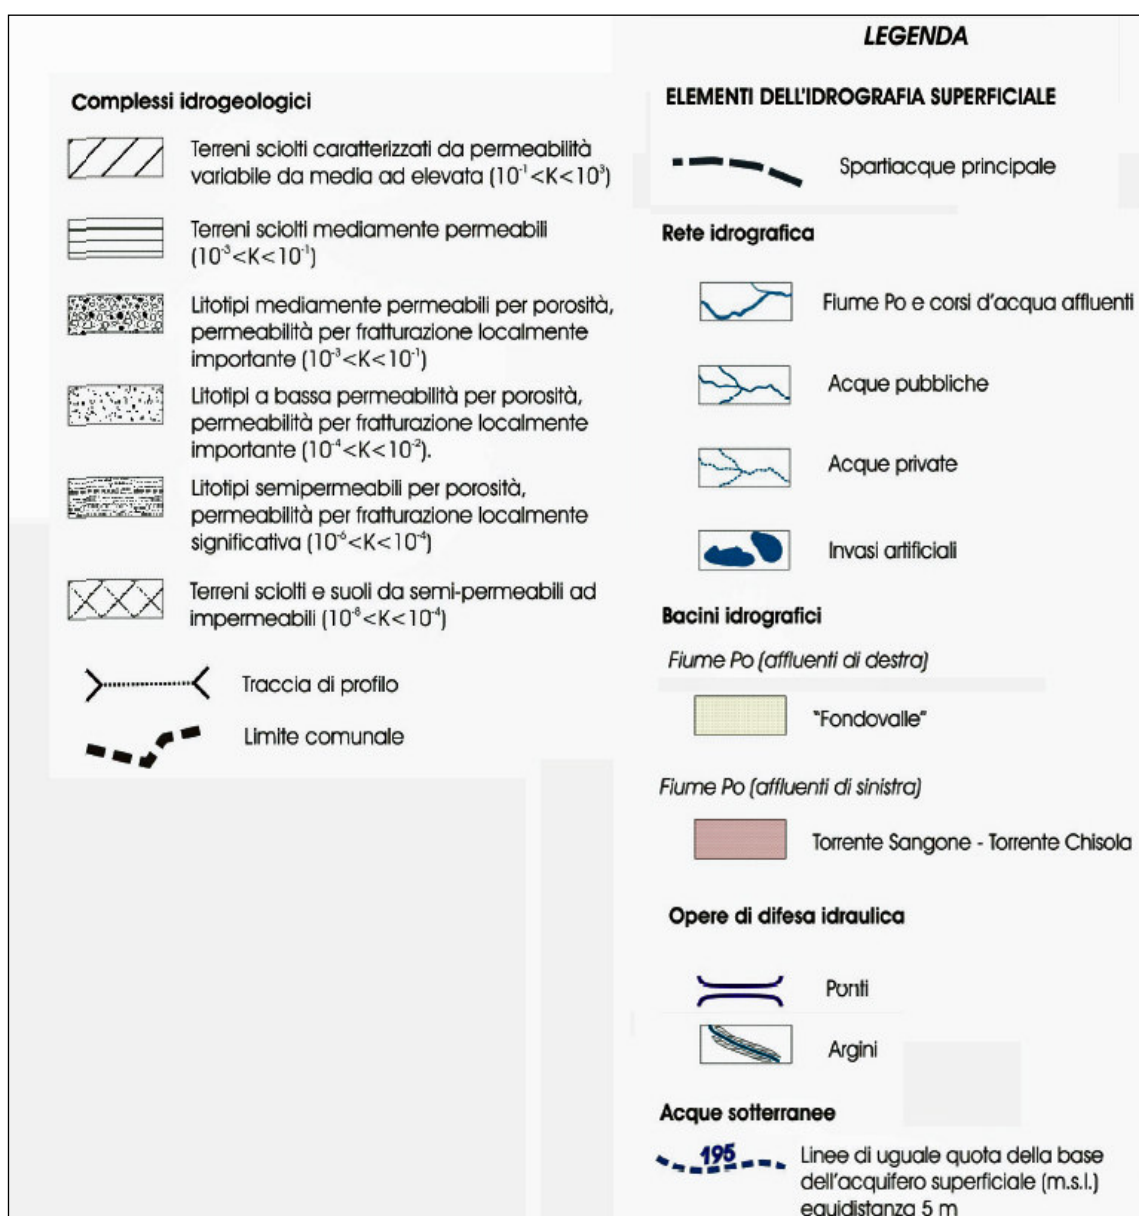 LEGENDA
Complessi idrogeologici
Terreni sciolti caratterizzati da permeabilità
variabile da media ad elevata (10⁻¹<K<10³)
Terreni sciolti mediamente permeabili
(10⁻³<K<10⁻¹)
Litotipi mediamente permeabili per porosità,
permeabilità per fratturazione localmente
importante (10⁻³<K<10⁻¹)
Litotipi a bassa permeabilità per porosità,
permeabilità per fratturazione localmente
importante (10⁻⁴<K<10⁻²).
Litotipi semipermeabili per porosità,
permeabilità per fratturazione localmente
significativa (10⁻⁶<K<10⁻⁴)
Terreni sciolti e suoli da semi-permeabili ad
impermeabili (10⁻⁸<K<10⁻⁴)
Traccia di profilo
Limite comunale
ELEMENTI DELL'IDROGRAFIA SUPERFICIALE
Spartiacque principale
Rete idrografica
Fiume Po e corsi d'acqua affluenti
Acque pubbliche
Acque private
Invasi artificiali
Bacini idrografici
Fiume Po (affluenti di destra)
"Fondovalle"
Fiume Po (affluenti di sinistra)
Torrente Sangone - Torrente Chisola
Opere di difesa idraulica
Ponti
Argini
Acque sotterranee
195
Linee di uguale quota della base
dell'acquifero superficiale (m.s.l.)
equidistanza 5 m